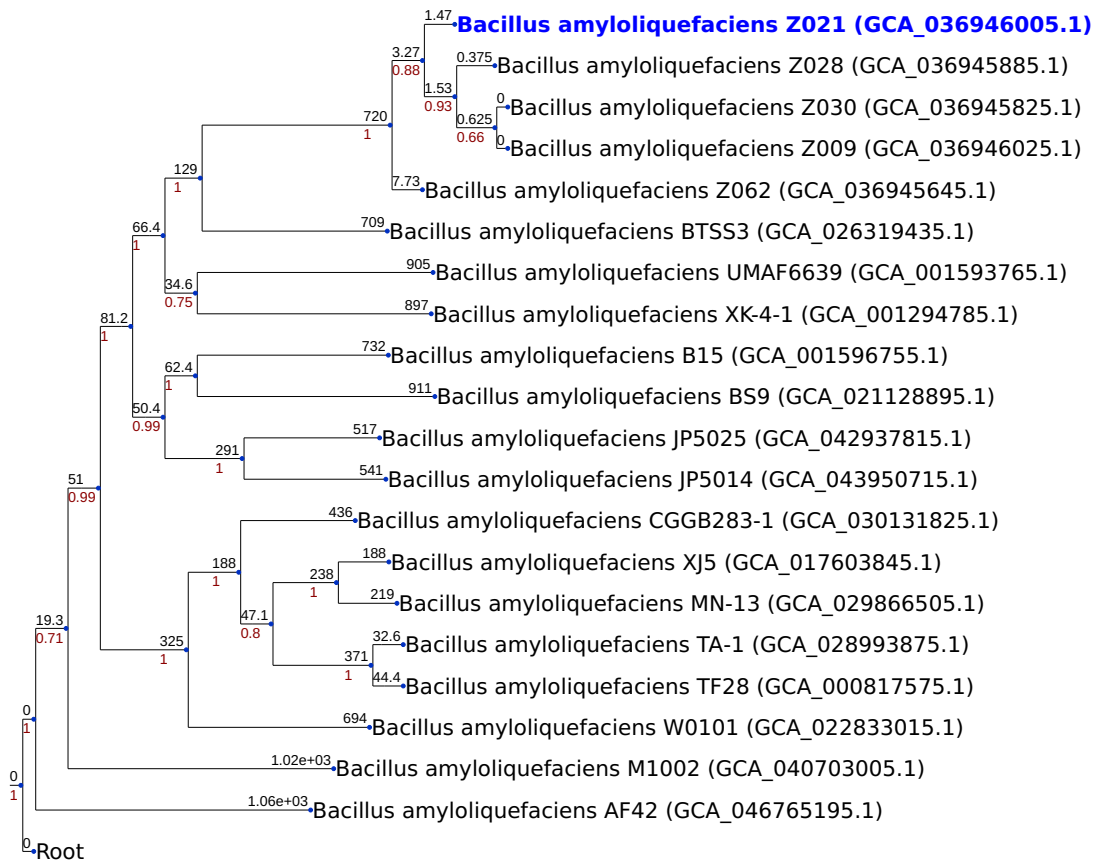 1.47
Bacillus amyloliquefaciens Z021 (GCA_036946005.1)
3.27
0.88
0.375
Bacillus amyloliquefaciens Z028 (GCA_036945885.1)
1.53
0.93
0
Bacillus amyloliquefaciens Z030 (GCA_036945825.1)
0.625
0.66
720
1
0
Bacillus amyloliquefaciens Z009 (GCA_036946025.1)
129
1
7.73
Bacillus amyloliquefaciens Z062 (GCA_036945645.1)
709
Bacillus amyloliquefaciens BTSS3 (GCA_026319435.1)
66.4
1
905
Bacillus amyloliquefaciens UMAF6639 (GCA_001593765.1)
34.6
0.75
897
Bacillus amyloliquefaciens XK-4-1 (GCA_001294785.1)
81.2
1
732
Bacillus amyloliquefaciens B15 (GCA_001596755.1)
62.4
1
911
Bacillus amyloliquefaciens BS9 (GCA_021128895.1)
50.4
0.99
517
Bacillus amyloliquefaciens JP5025 (GCA_042937815.1)
291
1
541
Bacillus amyloliquefaciens JP5014 (GCA_043950715.1)
51
0.99
436
Bacillus amyloliquefaciens CGGB283-1 (GCA_030131825.1)
188
1
188
Bacillus amyloliquefaciens XJ5 (GCA_017603845.1)
238
1
219
Bacillus amyloliquefaciens MN-13 (GCA_029866505.1)
47.1
0.8
19.3
0.71
32.6
Bacillus amyloliquefaciens TA-1 (GCA_028993875.1)
325
1
371
1
44.4
Bacillus amyloliquefaciens TF28 (GCA_000817575.1)
694
Bacillus amyloliquefaciens W0101 (GCA_022833015.1)
0
1
1.02e+03
Bacillus amyloliquefaciens M1002 (GCA_040703005.1)
0
1
1.06e+03
Bacillus amyloliquefaciens AF42 (GCA_046765195.1)
0
Root